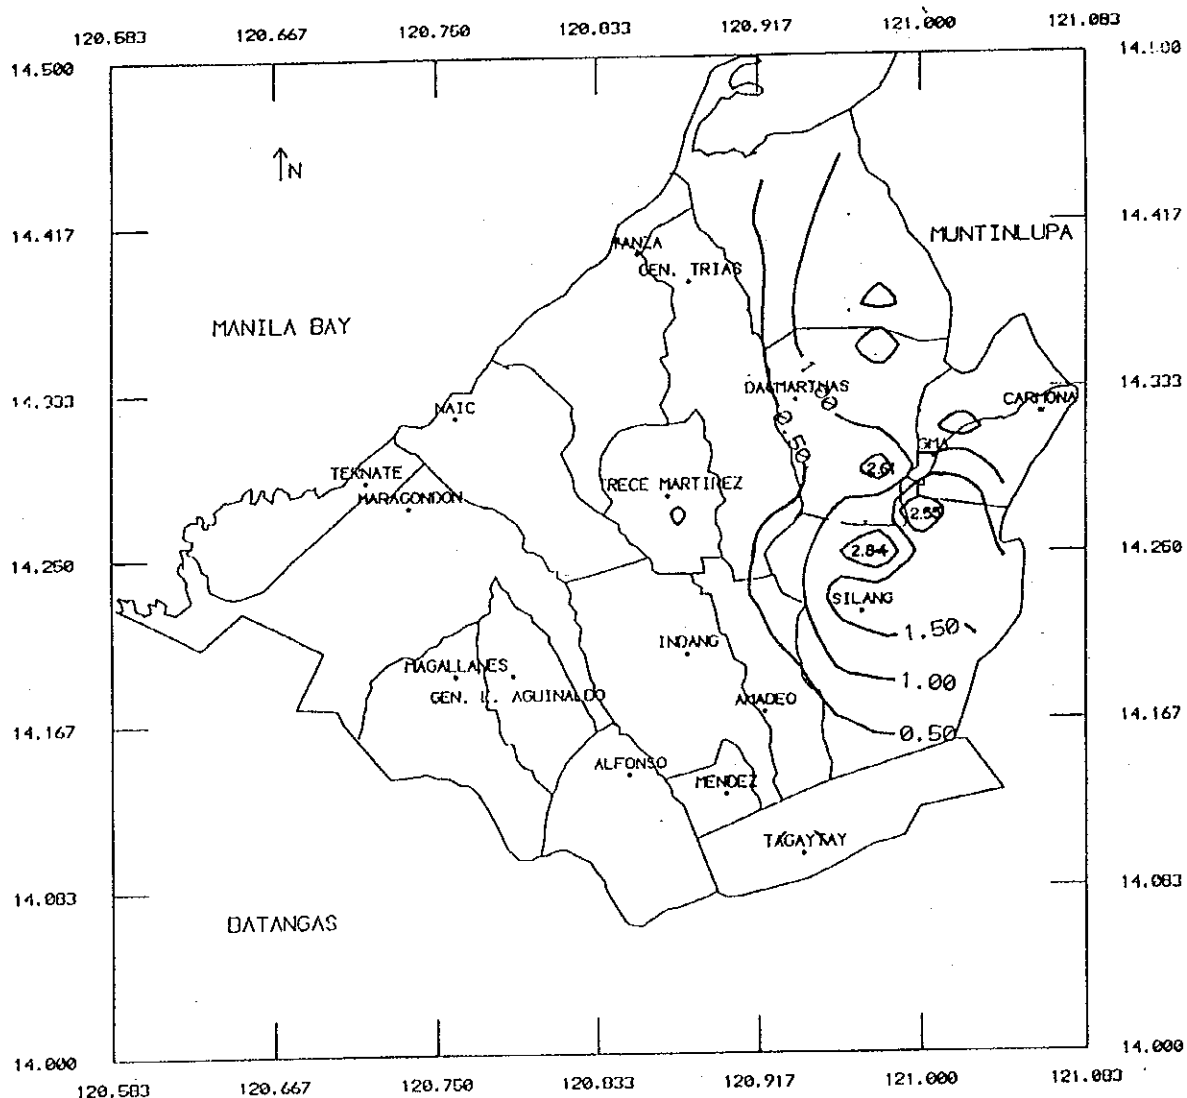 120.583 120.667 120.750 120.833 120.917 121.000 121.083
14.500
N
14.417 14.417
MUNTINLUPA
GEN. TRIAS
MANILA BAY
14.333
1
DASMARINAS
CARMONA
14.333
NAIC
0.50
GMA
2.61
TERNATE
MARAGONDON
TRECE MARTIREZ
2.55
14.250 14.250
2.84
SILANG
1.50
INDANG
MAGALLANES
1.00
GEN. E. AGUINALDO
AMADEO
14.167 14.167
0.50
ALFONSO
MENDEZ
TAGAYTAY
14.083 14.083
BATANGAS
14.000 14.000
120.583 120.667 120.750 120.833 120.917 121.000 121.083